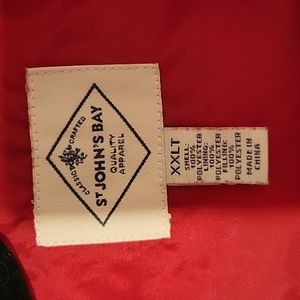 CLASSIC CRAFTED
ST JOHN'S BAY
QUALITY
APPAREL
XXLT
SHELL:
100%
POLYESTER
LINING:
100%
POLYESTER
FILLING:
100%
POLYESTER
MADE IN
CHINA